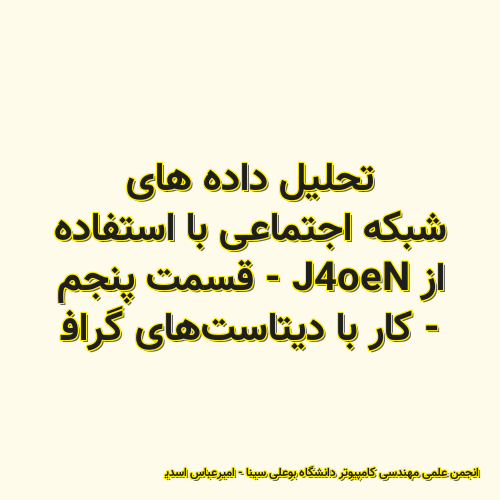 تحلیل داده های
شبکه اجتماعی با استفاده
از J4oeN - قسمت پنجم
- کار با دیتاست‌های گراف
انجمن علمی مهندسی کامپیوتر دانشگاه بوعلی سینا - امیرعباس اسدی